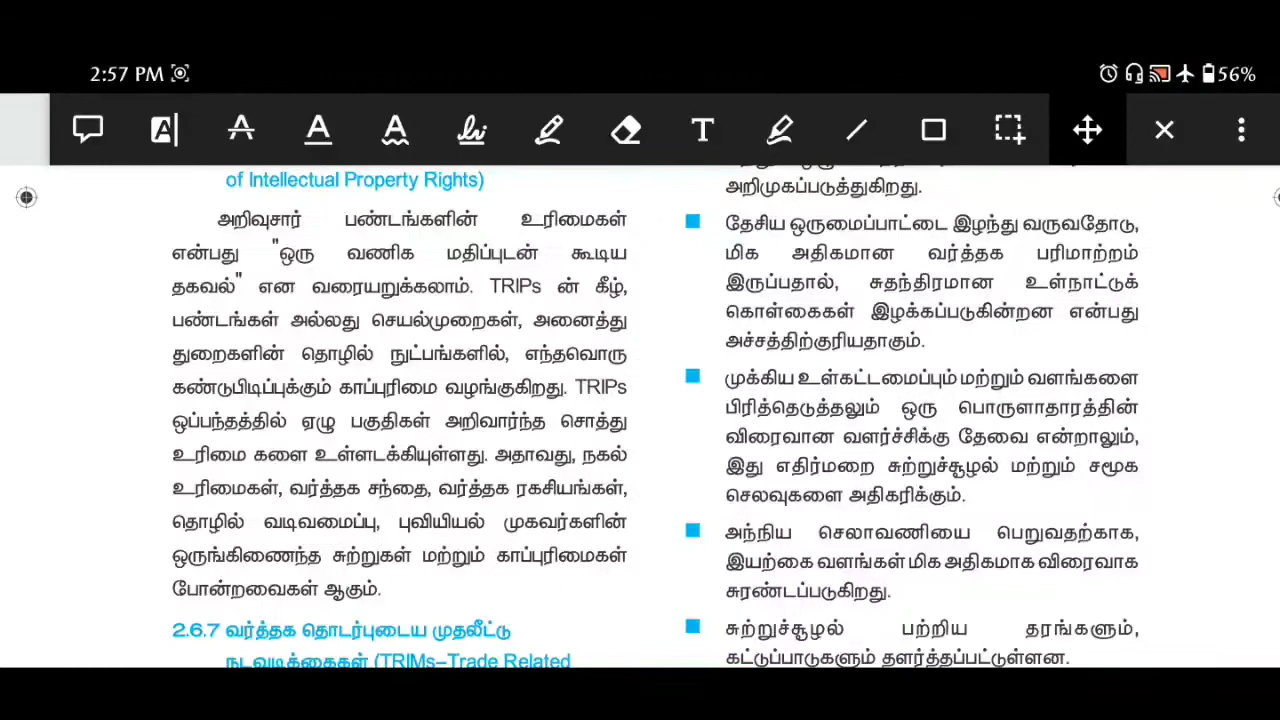 2:57 PM
56%
of Intellectual Property Rights)
அறிவுசார் பண்டங்களின் உரிமைகள்
என்பது "ஒரு வணிக மதிப்புடன் கூடிய
தகவல்" என வரையறுக்கலாம். TRIPs ன் கீழ்,
பண்டங்கள் அல்லது செயல்முறைகள், அனைத்து
துறைகளின் தொழில் நுட்பங்களில், எந்தவொரு
கண்டுபிடிப்புக்கும் காப்புரிமை வழங்குகிறது. TRIPs
ஒப்பந்தத்தில் ஏழு பகுதிகள் அறிவார்ந்த சொத்து
உரிமை களை உள்ளடக்கியுள்ளது. அதாவது, நகல்
உரிமைகள், வர்த்தக சந்தை, வர்த்தக ரகசியங்கள்,
தொழில் வடிவமைப்பு, புவியியல் முகவர்களின்
ஒருங்கிணைந்த சுற்றுகள் மற்றும் காப்புரிமைகள்
போன்றவைகள் ஆகும்.
2.6.7 வர்த்தக தொடர்புடைய முதலீட்டு
நடவடிக்கைகள் (TRIMs–Trade Related
அறிமுகப்படுத்துகிறது.
தேசிய ஒருமைப்பாட்டை இழந்து வருவதோடு,
மிக அதிகமான வர்த்தக பரிமாற்றம்
இருப்பதால், சுதந்திரமான உள்நாட்டுக்
கொள்கைகள் இழக்கப்படுகின்றன என்பது
அச்சத்திற்குரியதாகும்.
முக்கிய உள்கட்டமைப்பும் மற்றும் வளங்களை
பிரித்தெடுத்தலும் ஒரு பொருளாதாரத்தின்
விரைவான வளர்ச்சிக்கு தேவை என்றாலும்,
இது எதிர்மறை சுற்றுச்சூழல் மற்றும் சமூக
செலவுகளை அதிகரிக்கும்.
அந்நிய செலாவணியை பெறுவதற்காக,
இயற்கை வளங்கள் மிக அதிகமாக விரைவாக
சுரண்டப்படுகிறது.
சுற்றுச்சூழல் பற்றிய தரங்களும்,
கட்டுப்பாடுகளும் தளர்த்தப்பட்டுள்ளன.